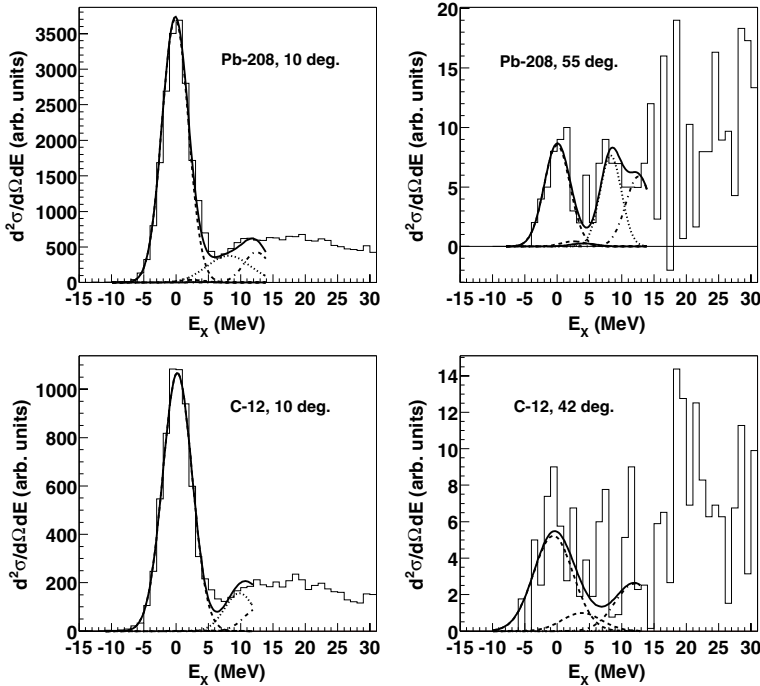 d²σ/dΩdE (arb. units)
3500
3000
2500
2000
1500
1000
500
0
Pb-208, 10 deg.
-15 -10 -5 0 5 10 15 20 25 30
E_X (MeV)
d²σ/dΩdE (arb. units)
20
15
10
5
0
Pb-208, 55 deg.
-15 -10 -5 0 5 10 15 20 25 30
E_X (MeV)
d²σ/dΩdE (arb. units)
1000
800
600
400
200
0
C-12, 10 deg.
-15 -10 -5 0 5 10 15 20 25 30
E_X (MeV)
d²σ/dΩdE (arb. units)
14
12
10
8
6
4
2
0
C-12, 42 deg.
-15 -10 -5 0 5 10 15 20 25 30
E_X (MeV)